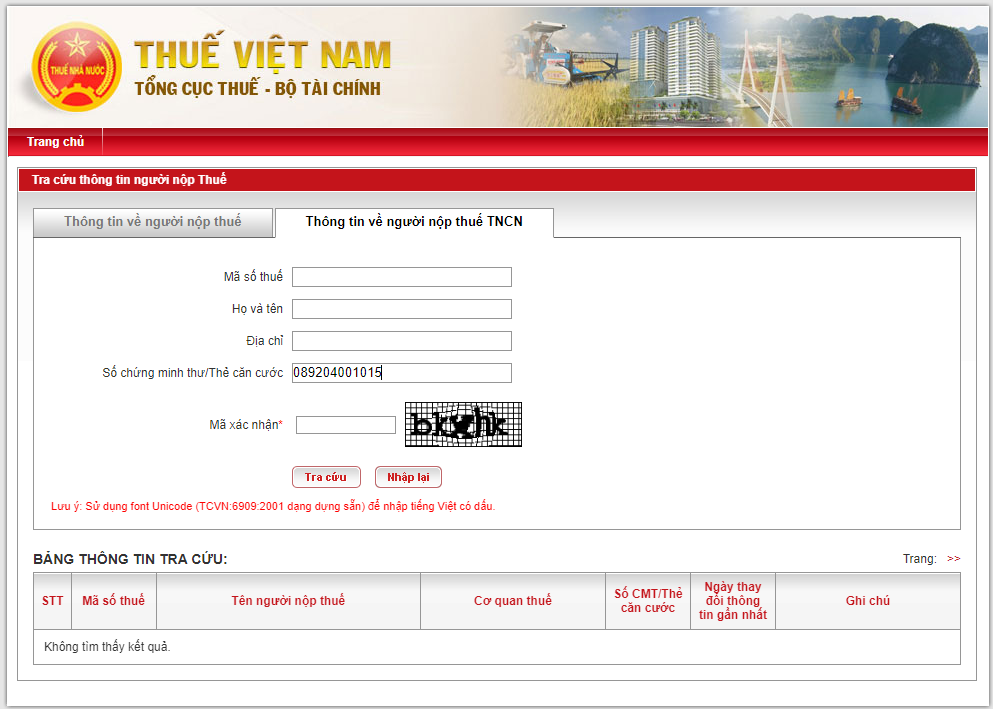 THUẾ NHÀ NƯỚC
THUẾ VIỆT NAM
TỔNG CỤC THUẾ - BỘ TÀI CHÍNH
Trang chủ
Tra cứu thông tin người nộp Thuế
Thông tin về người nộp thuế
Thông tin về người nộp thuế TNCN
Mã số thuế
Họ và tên
Địa chỉ
Số chứng minh thư/Thẻ căn cước 089204001015
Mã xác nhận*
Tra cứu Nhập lại
Lưu ý: Sử dụng font Unicode (TCVN:6909:2001 dạng dựng sẵn) để nhập tiếng Việt có dấu.
BẢNG THÔNG TIN TRA CỨU: Trang: >>
STT
Mã số thuế
Tên người nộp thuế
Cơ quan thuế
Số CMT/Thẻ
căn cước
Ngày thay
đổi thông
tin gần nhất
Ghi chú
Không tìm thấy kết quả.